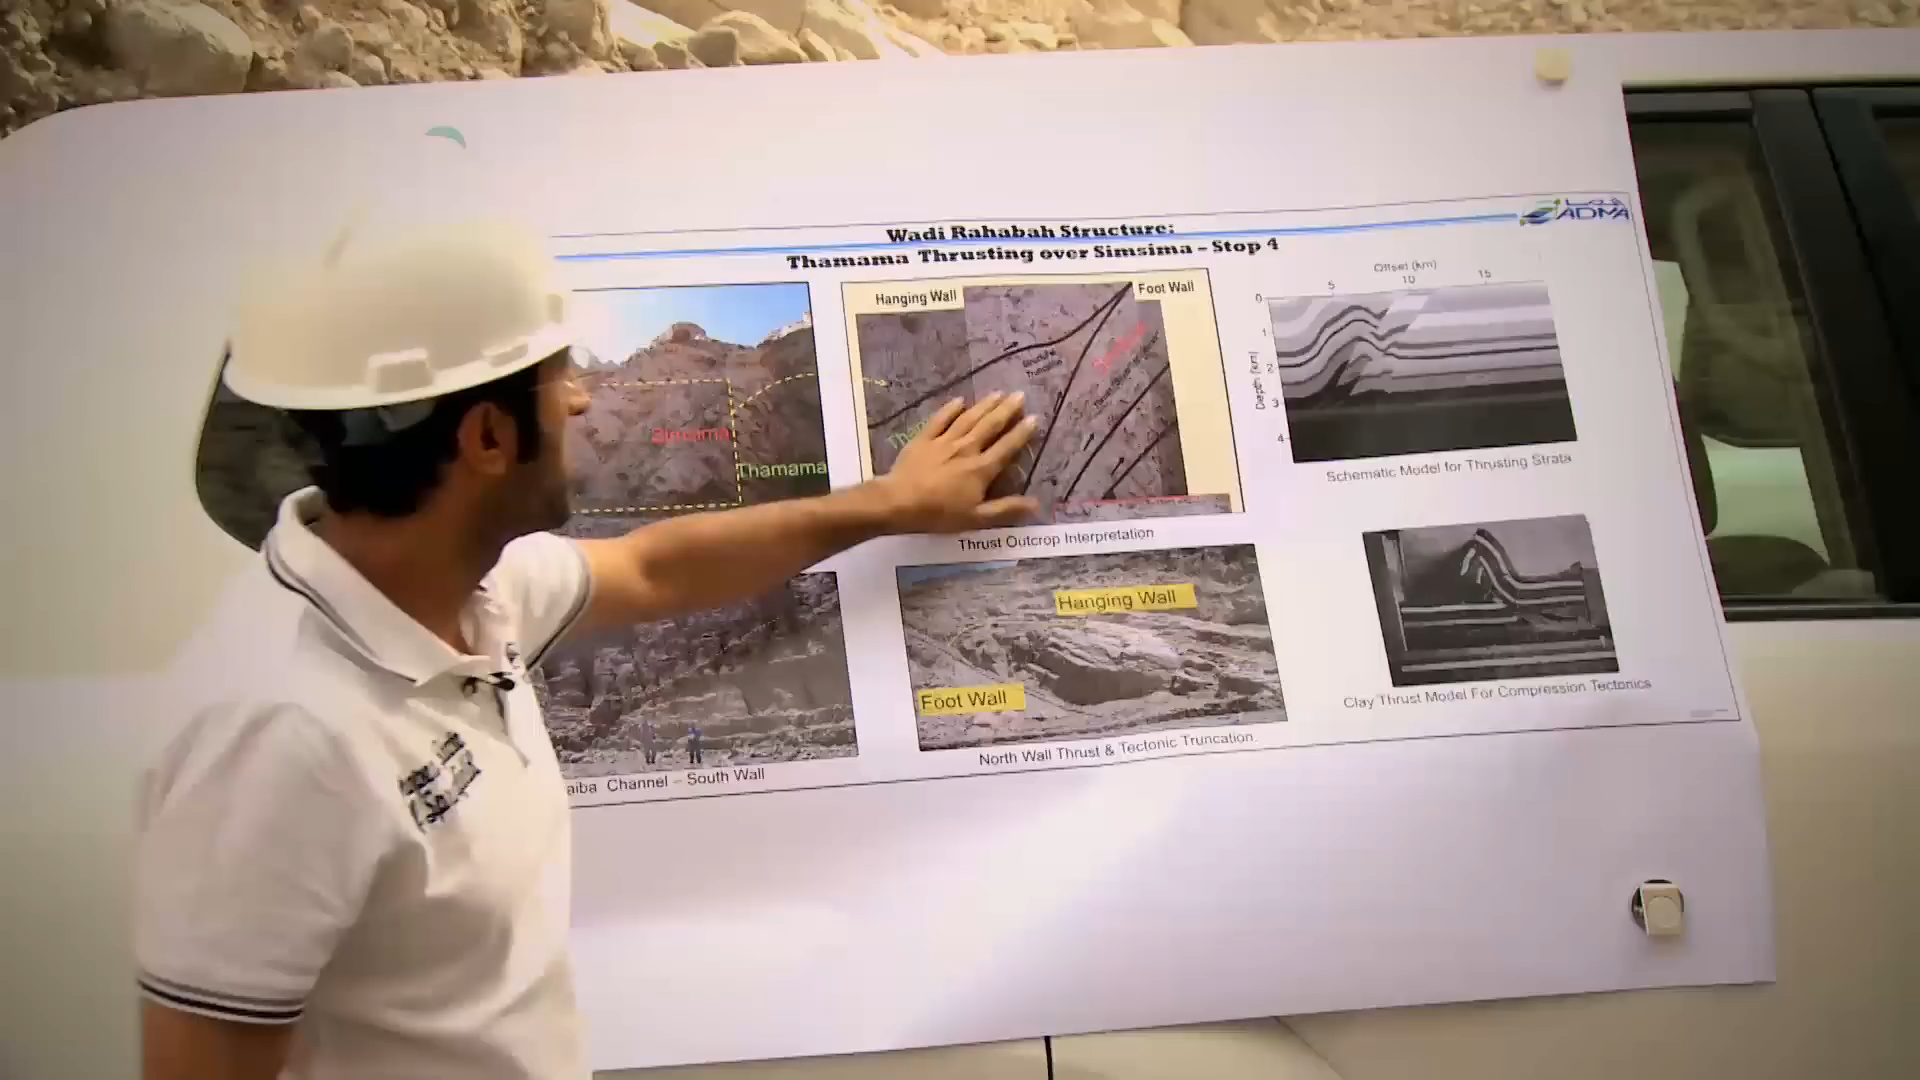 Wadi Rahabah Structure:
Thamama Thrusting over Simsima – Stop 4
ADMA
Simsima
Thamama
Hanging Wall
Foot Wall
Structural
Truncation
Thrust Outcrop Interpretation
Offset (km)
5 10 15
Depth (km)
0
1
2
3
4
Schematic Model for Thrusting Strata
Channel – South Wall
Hanging Wall
Foot Wall
North Wall Thrust & Tectonic Truncation
Clay Thrust Model For Compression Tectonics